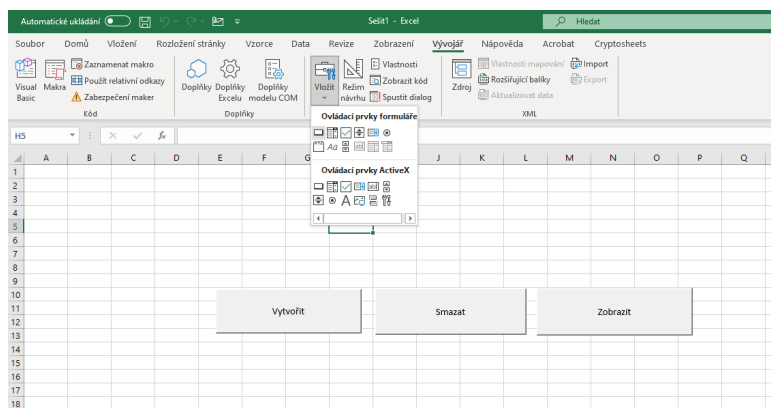 Automatické ukládání
Sešit1 - Excel
Hledat
Soubor Domů Vložení Rozložení stránky Vzorce Data Revize Zobrazení Vývojář Nápověda Acrobat Cryptosheets
Visual Basic
Makra
Zaznamenat makro
Použít relativní odkazy
Zabezpečení maker
Kód
Doplňky
Doplňky Excelu
Doplňky modelu COM
Doplňky
Vložit
Režim návrhu
Vlastnosti
Zobrazit kód
Spustit dialog
Zdroj
Vlastnosti mapování
Rozšiřující balíky
Aktualizovat data
Import
Export
XML
Ovládací prvky formuláře
Aa
ab|
Ovládací prvky ActiveX
ab|
A
H5
fx
A B C D E F G J K L M N O P Q
1
2
3
4
5
6
7
8
9
10
11
12
13
14
15
16
17
18
Vytvořit Smazat Zobrazit